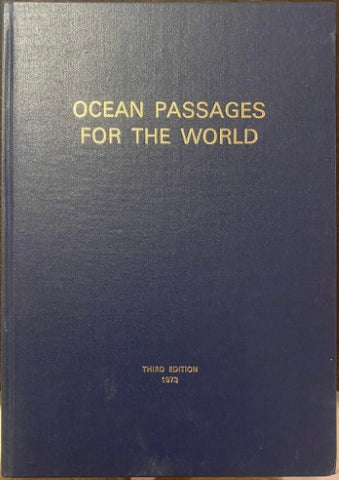 OCEAN PASSAGES
FOR THE WORLD
THIRD EDITION
1973